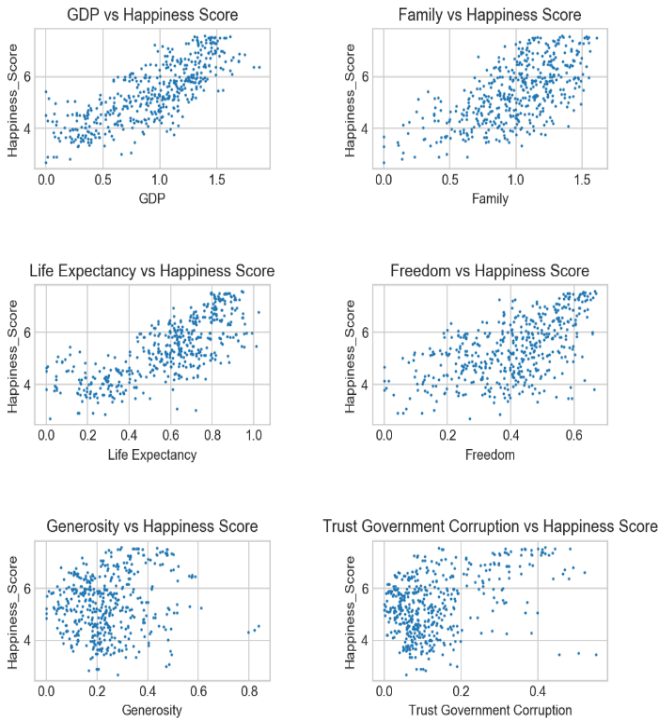 GDP vs Happiness Score
Happiness_Score
6
4
0.0 0.5 1.0 1.5
GDP
Family vs Happiness Score
Happiness_Score
6
4
0.0 0.5 1.0 1.5
Family
Life Expectancy vs Happiness Score
Happiness_Score
6
4
0.0 0.2 0.4 0.6 0.8 1.0
Life Expectancy
Freedom vs Happiness Score
Happiness_Score
6
4
0.0 0.2 0.4 0.6
Freedom
Generosity vs Happiness Score
Happiness_Score
6
4
0.0 0.2 0.4 0.6 0.8
Generosity
Trust Government Corruption vs Happiness Score
Happiness_Score
6
4
0.0 0.2 0.4
Trust Government Corruption